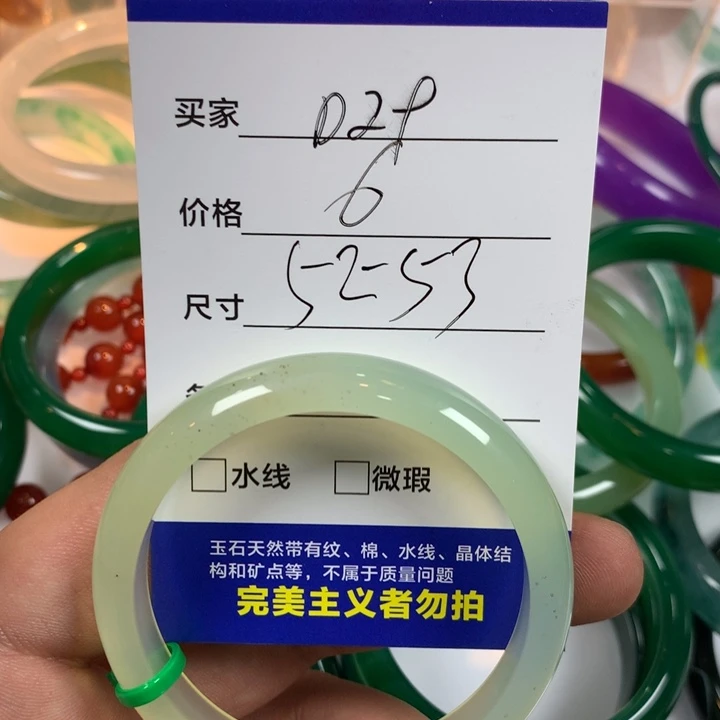 买家 D29
价格 6
尺寸 52-53
水线 微瑕
玉石天然带有纹、棉、水线、晶体结
构和矿点等，不属于质量问题
完美主义者勿拍